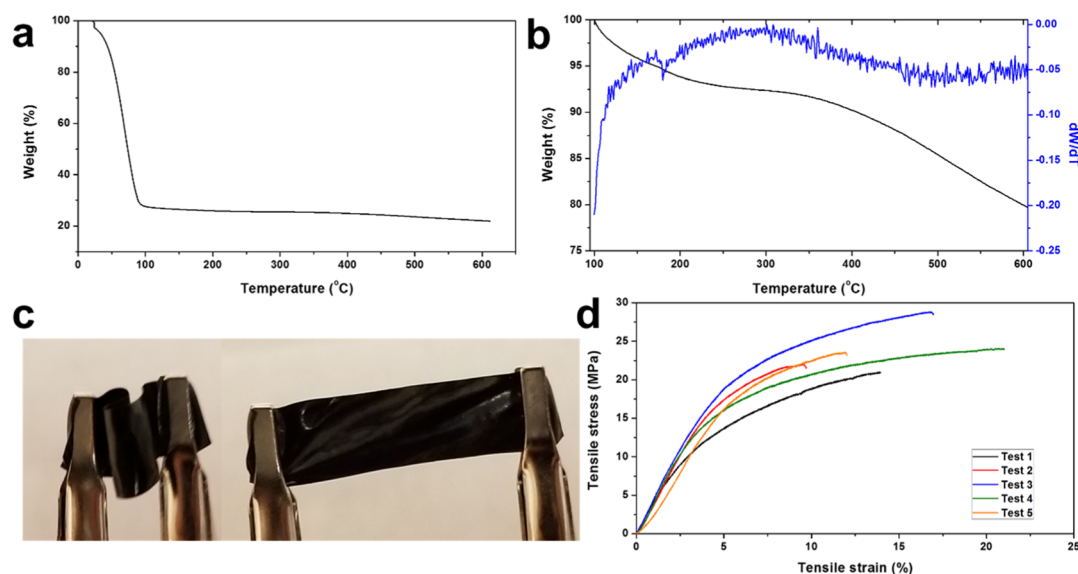 a
100
80
60
40
20
Weight (%)
0 100 200 300 400 500 600
Temperature (°C)
b
100
95
90
85
80
75
Weight (%)
0.00
-0.05
-0.10
-0.15
-0.20
-0.25
dW/dT
100 200 300 400 500 600
Temperature (°C)
c
d
30
25
20
15
10
5
0
Tensile stress (MPa)
Test 1
Test 2
Test 3
Test 4
Test 5
0 5 10 15 20 25
Tensile strain (%)